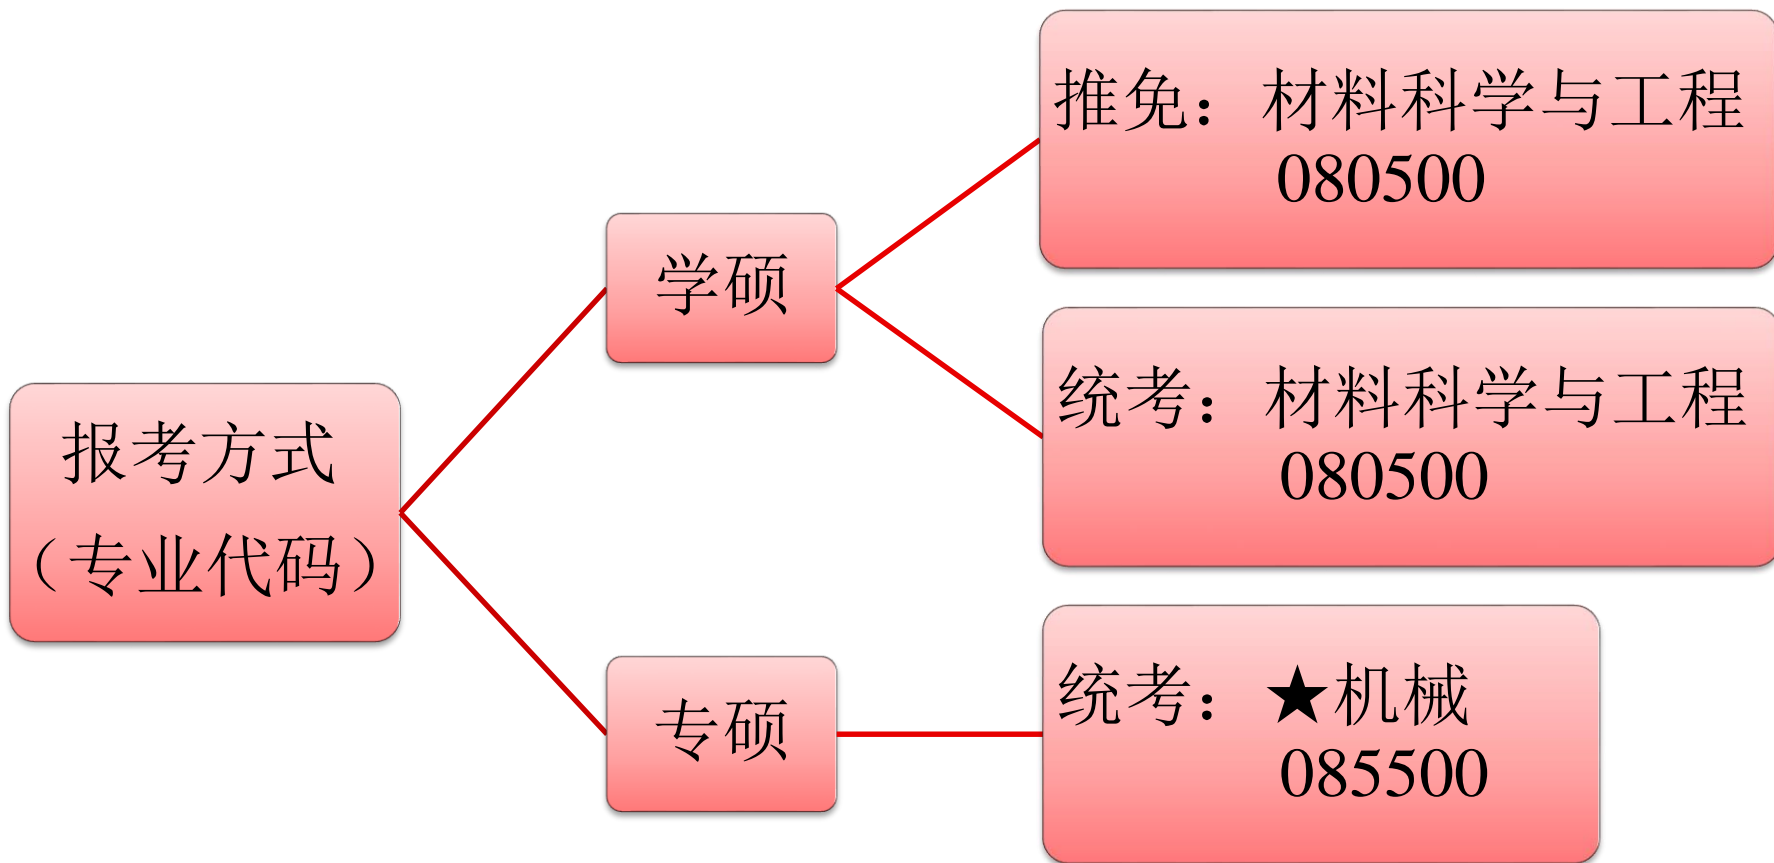 报考方式
（专业代码）
学硕
推免：材料科学与工程
080500
统考：材料科学与工程
080500
专硕
统考：★机械
085500